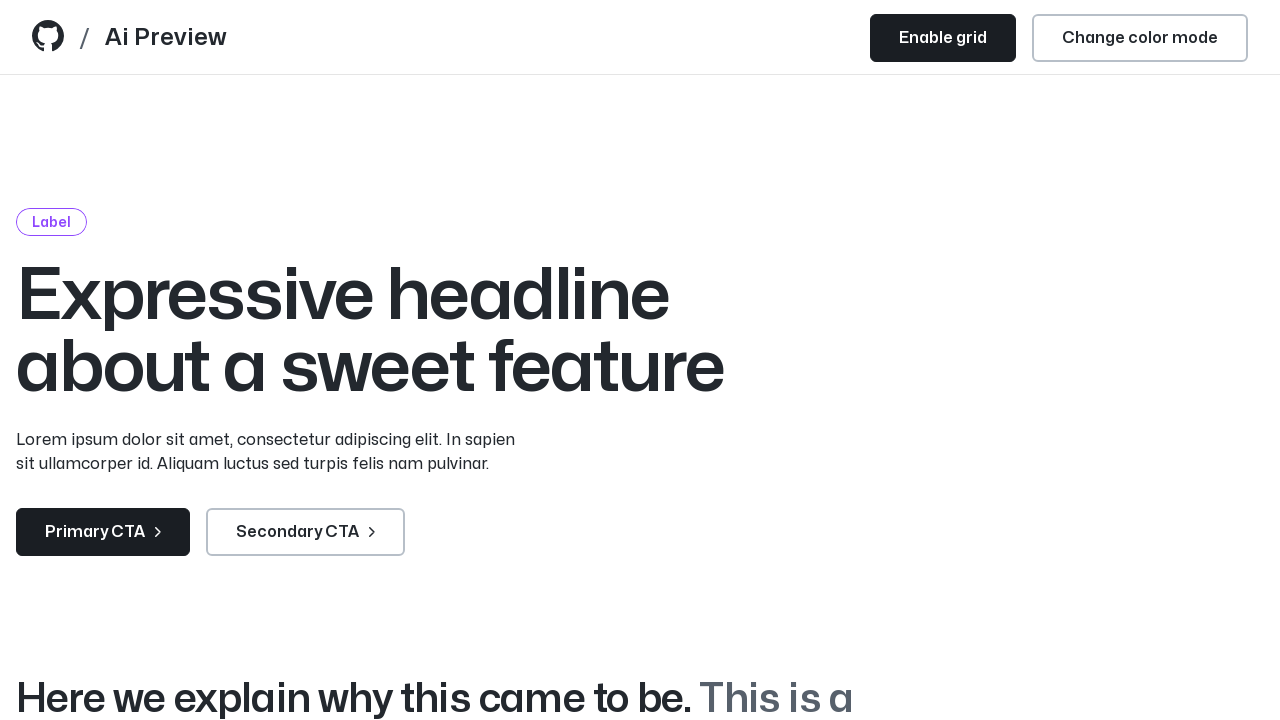 / Ai Preview
Enable grid
Change color mode
Label
Expressive headline
about a sweet feature
Lorem ipsum dolor sit amet, consectetur adipiscing elit. In sapien
sit ullamcorper id. Aliquam luctus sed turpis felis nam pulvinar.
Primary CTA
Secondary CTA
Here we explain why this came to be. This is a